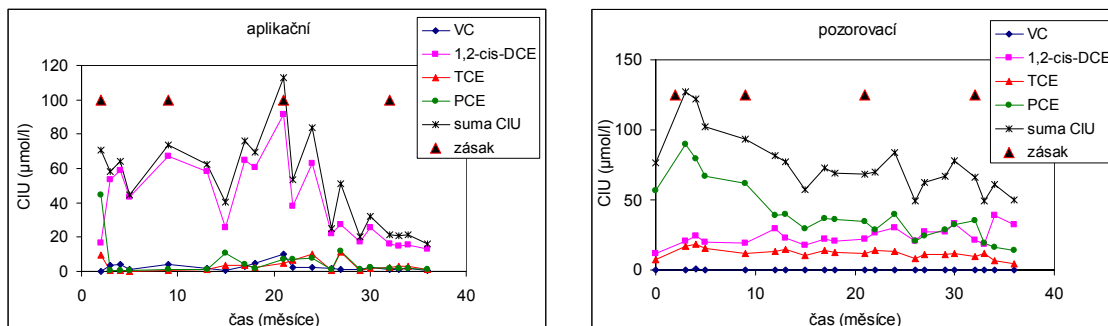 aplikační
VC
1,2-cis-DCE
TCE
PCE
suma ClU
zásak
ClU (µmol/l)
120
100
80
60
40
20
0
0 10 20 30 40
čas (měsíce)
pozorovací
VC
1,2-cis-DCE
TCE
PCE
suma ClU
zásak
ClU (µmol/l)
150
100
50
0
0 10 20 30 40
čas (měsíce)